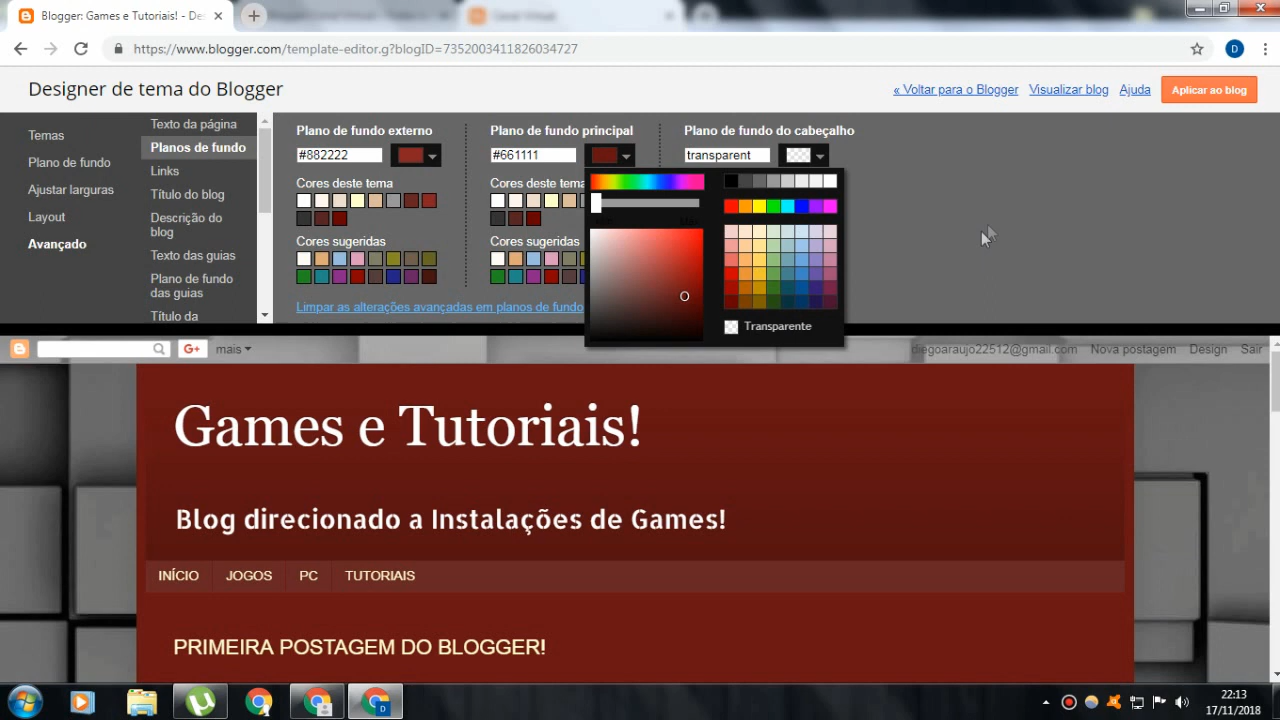 Blogger: Games e Tutoriais! - De
https://www.blogger.com/template-editor.g?blogID=7352003411826034727
D
Designer de tema do Blogger
« Voltar para o Blogger
Visualizar blog
Ajuda
Aplicar ao blog
Temas
Plano de fundo
Ajustar larguras
Layout
Avançado
Texto da página
Planos de fundo
Links
Título do blog
Descrição do
blog
Texto das guias
Plano de fundo
das guias
Título da
Plano de fundo externo
#882222
Cores deste tema
Cores sugeridas
Plano de fundo principal
#661111
Cores deste tema
Cores sugeridas
Plano de fundo do cabeçalho
transparent
Transparente
Limpar as alterações avançadas em planos de fundo
G+
mais
diegoaraujo22512@gmail.com
Nova postagem
Design
Sair
Games e Tutoriais!
Blog direcionado a Instalações de Games!
INÍCIO
JOGOS
PC
TUTORIAIS
PRIMEIRA POSTAGEM DO BLOGGER!
D
22:13
17/11/2018